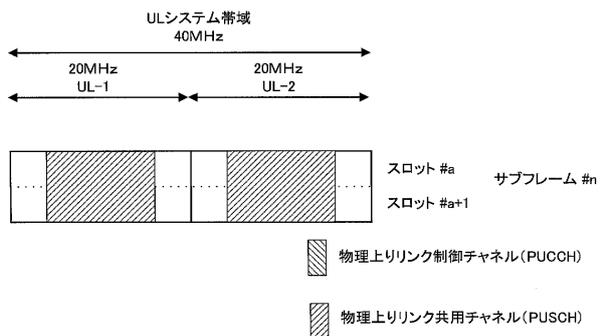 ULシステム帯域
40MHz
20MHz
UL-1
20MHz
UL-2
スロット #a
スロット #a+1
サブフレーム #n
物理上りリンク制御チャネル(PUCCH)
物理上りリンク共用チャネル(PUSCH)